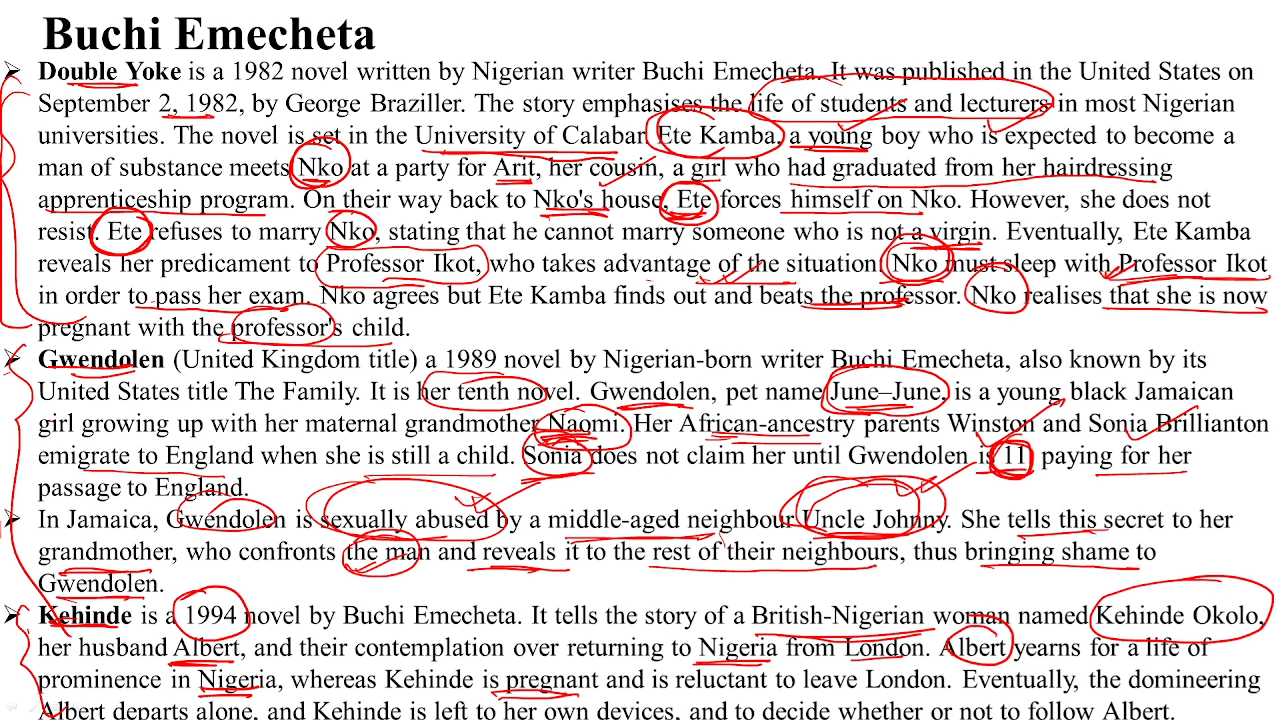 Buchi Emecheta
➢ Double Yoke is a 1982 novel written by Nigerian writer Buchi Emecheta. It was published in the United States on
September 2, 1982, by George Braziller. The story emphasises the life of students and lecturers in most Nigerian
universities. The novel is set in the University of Calabar. Ete Kamba, a young boy who is expected to become a
man of substance meets Nko at a party for Arit, her cousin, a girl who had graduated from her hairdressing
apprenticeship program. On their way back to Nko's house, Ete forces himself on Nko. However, she does not
resist. Ete refuses to marry Nko, stating that he cannot marry someone who is not a virgin. Eventually, Ete Kamba
reveals her predicament to Professor Ikot, who takes advantage of the situation. Nko must sleep with Professor Ikot
in order to pass her exam. Nko agrees but Ete Kamba finds out and beats the professor. Nko realises that she is now
pregnant with the professor's child.
➢ Gwendolen (United Kingdom title) a 1989 novel by Nigerian-born writer Buchi Emecheta, also known by its
United States title The Family. It is her tenth novel. Gwendolen, pet name June–June, is a young black Jamaican
girl growing up with her maternal grandmother Naomi. Her African-ancestry parents Winston and Sonia Brillianton
emigrate to England when she is still a child. Sonia does not claim her until Gwendolen is 11, paying for her
passage to England.
➢ In Jamaica, Gwendolen is sexually abused by a middle-aged neighbour Uncle Johnny. She tells this secret to her
grandmother, who confronts the man and reveals it to the rest of their neighbours, thus bringing shame to
Gwendolen.
➢ Kehinde is a 1994 novel by Buchi Emecheta. It tells the story of a British-Nigerian woman named Kehinde Okolo,
her husband Albert, and their contemplation over returning to Nigeria from London. Albert yearns for a life of
prominence in Nigeria, whereas Kehinde is pregnant and is reluctant to leave London. Eventually, the domineering
Albert departs alone, and Kehinde is left to her own devices, and to decide whether or not to follow Albert.